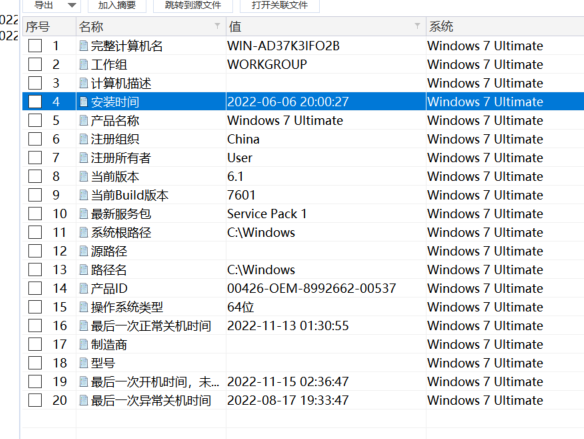 导出 加入摘要 跳转到源文件 打开关联文件
序号 名称 值 系统
1 完整计算机名 WIN-AD37K3IFO2B Windows 7 Ultimate
2 工作组 WORKGROUP Windows 7 Ultimate
3 计算机描述 Windows 7 Ultimate
4 安装时间 2022-06-06 20:00:27 Windows 7 Ultimate
5 产品名称 Windows 7 Ultimate Windows 7 Ultimate
6 注册组织 China Windows 7 Ultimate
7 注册所有者 User Windows 7 Ultimate
8 当前版本 6.1 Windows 7 Ultimate
9 当前Build版本 7601 Windows 7 Ultimate
10 最新服务包 Service Pack 1 Windows 7 Ultimate
11 系统根路径 C:\Windows Windows 7 Ultimate
12 源路径 Windows 7 Ultimate
13 路径名 C:\Windows Windows 7 Ultimate
14 产品ID 00426-OEM-8992662-00537 Windows 7 Ultimate
15 操作系统类型 64位 Windows 7 Ultimate
16 最后一次正常关机时间 2022-11-13 01:30:55 Windows 7 Ultimate
17 制造商 Windows 7 Ultimate
18 型号 Windows 7 Ultimate
19 最后一次开机时间，未... 2022-11-15 02:36:47 Windows 7 Ultimate
20 最后一次异常关机时间 2022-08-17 19:33:47 Windows 7 Ultimate